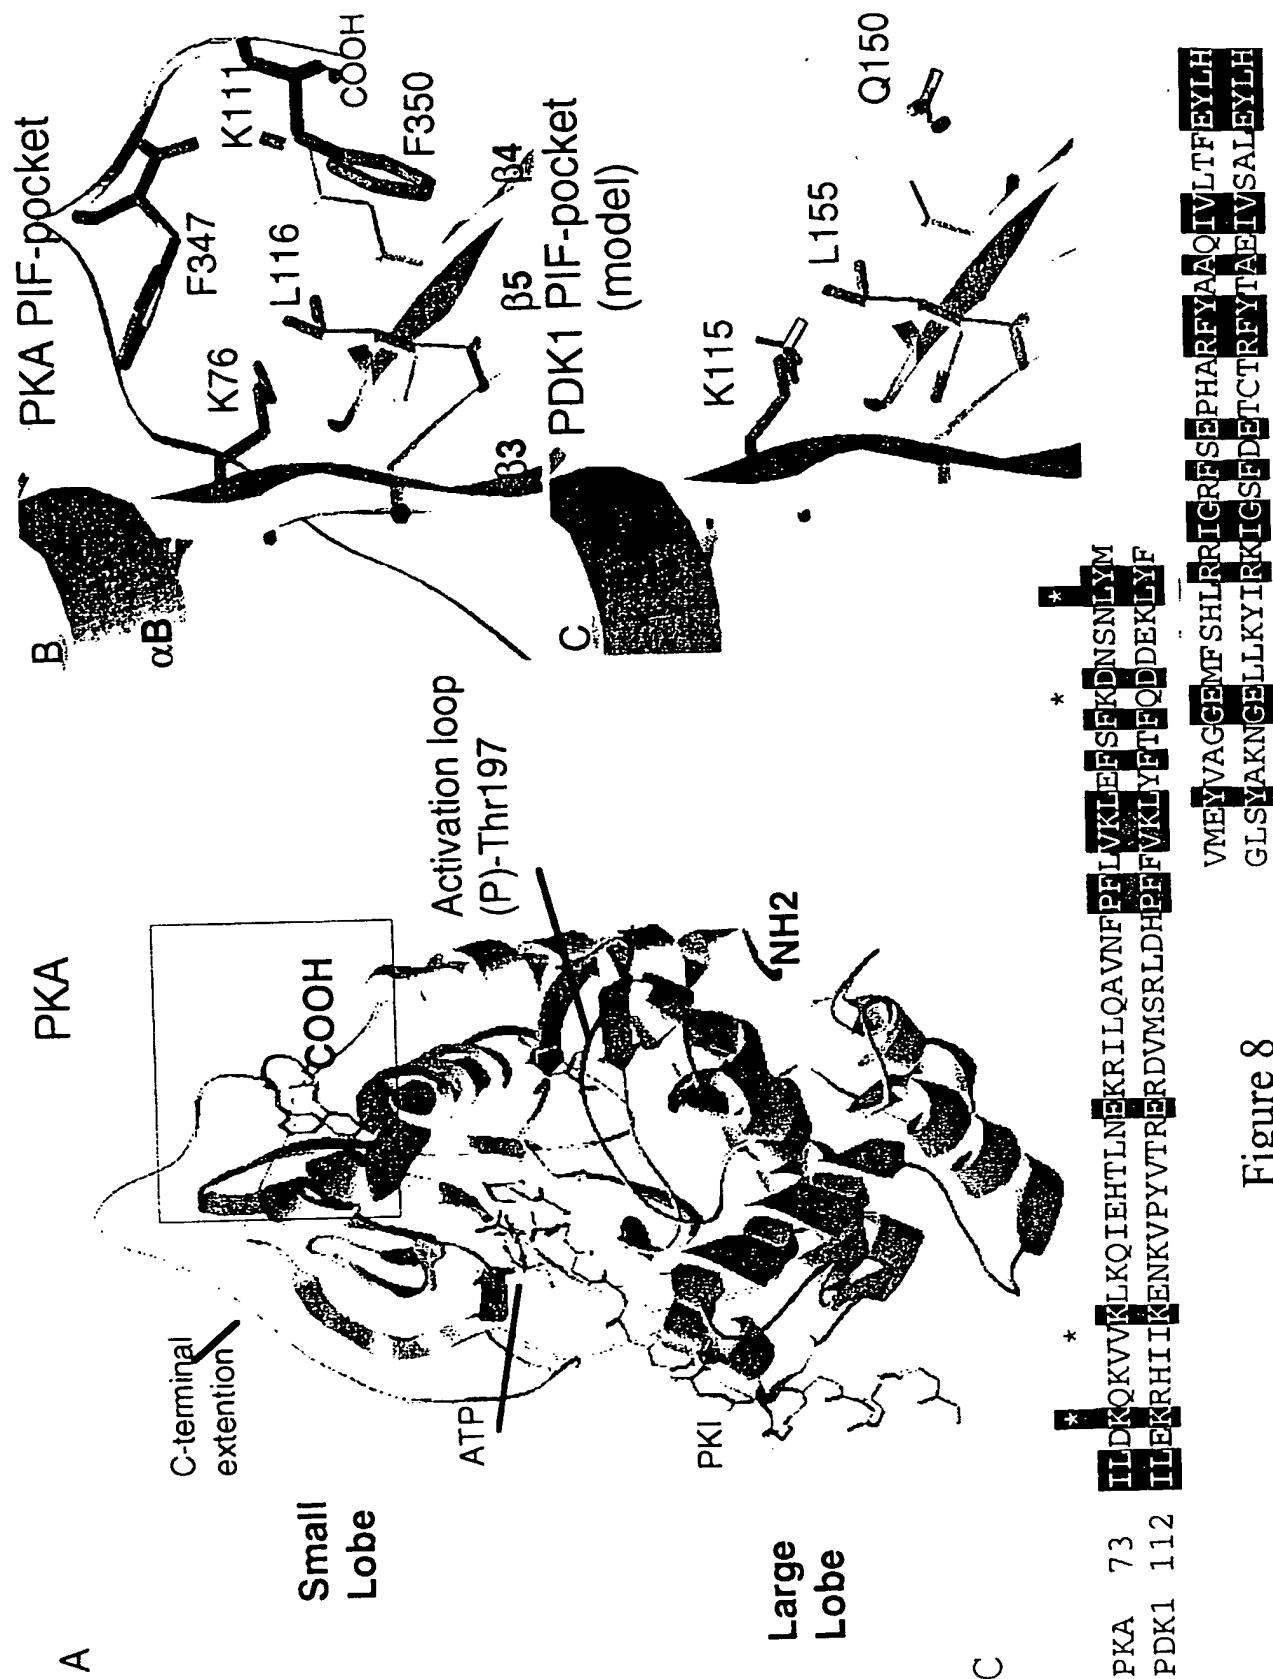 A
PKA
C-terminal
extention
COOH
Small
Lobe
ATP
Activation loop
(P)-Thr197
PKI
NH2
Large
Lobe
B
PKA PIF-pocket
αB
K76
F347
K111
COOH
L116
F350
β3
β5
β4
C
PDK1 PIF-pocket
(model)
K115
L155
Q150
C
* * * *
PKA 73 ILDKQKVVKLKQIEHTLNEKRILQAVNFPFLVKLEFSFKDNSNLYM
PDK1 112 ILEKRHIIKENKVPYVTRERDVMSRLDHPFFVKLYFTFQDDEKLYF
VMEYVAGGEMFSHLRRIGRFSEPHARFYAAQIVLTFEYLH
GLSYAKNGELLKYIRKIGSFDETCTRFYTAEIVSALEYLH
Figure 8